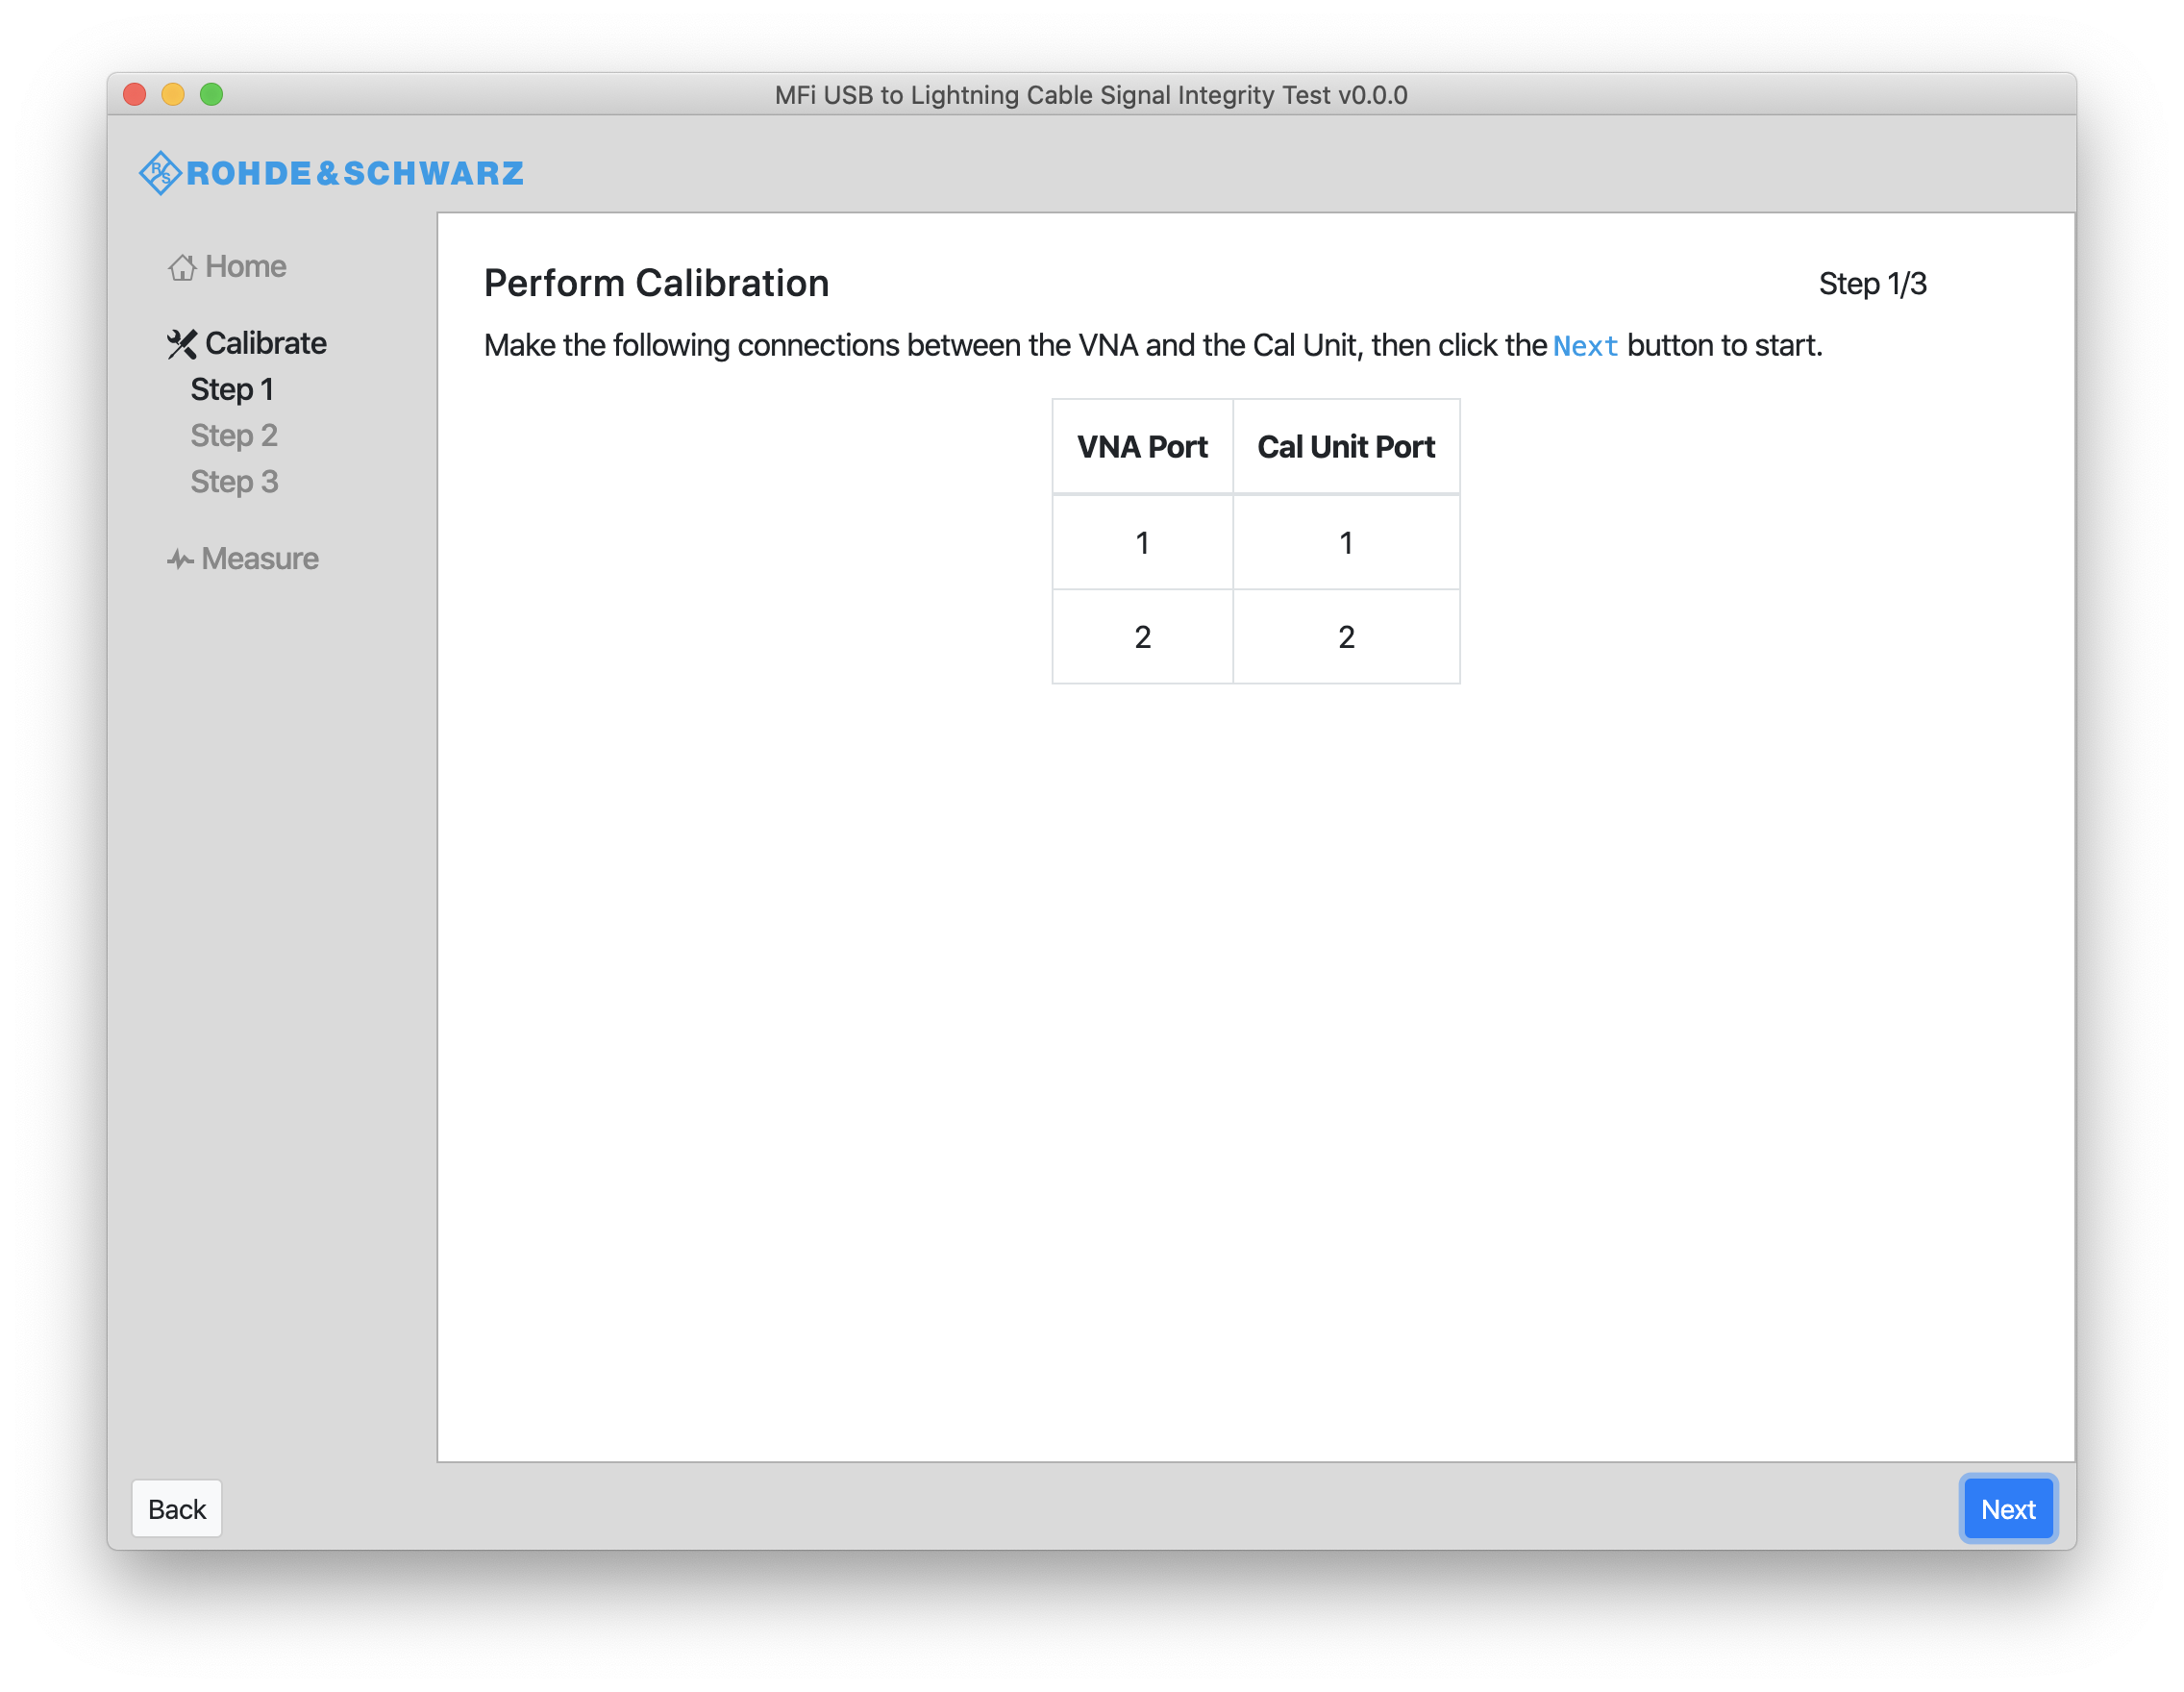 MFi USB to Lightning Cable Signal Integrity Test v0.0.0
R S ROHDE&SCHWARZ
Home
Calibrate
Step 1
Step 2
Step 3
Measure
Perform Calibration Step 1/3
Make the following connections between the VNA and the Cal Unit, then click the Next button to start.
VNA Port Cal Unit Port
1 1
2 2
Back Next